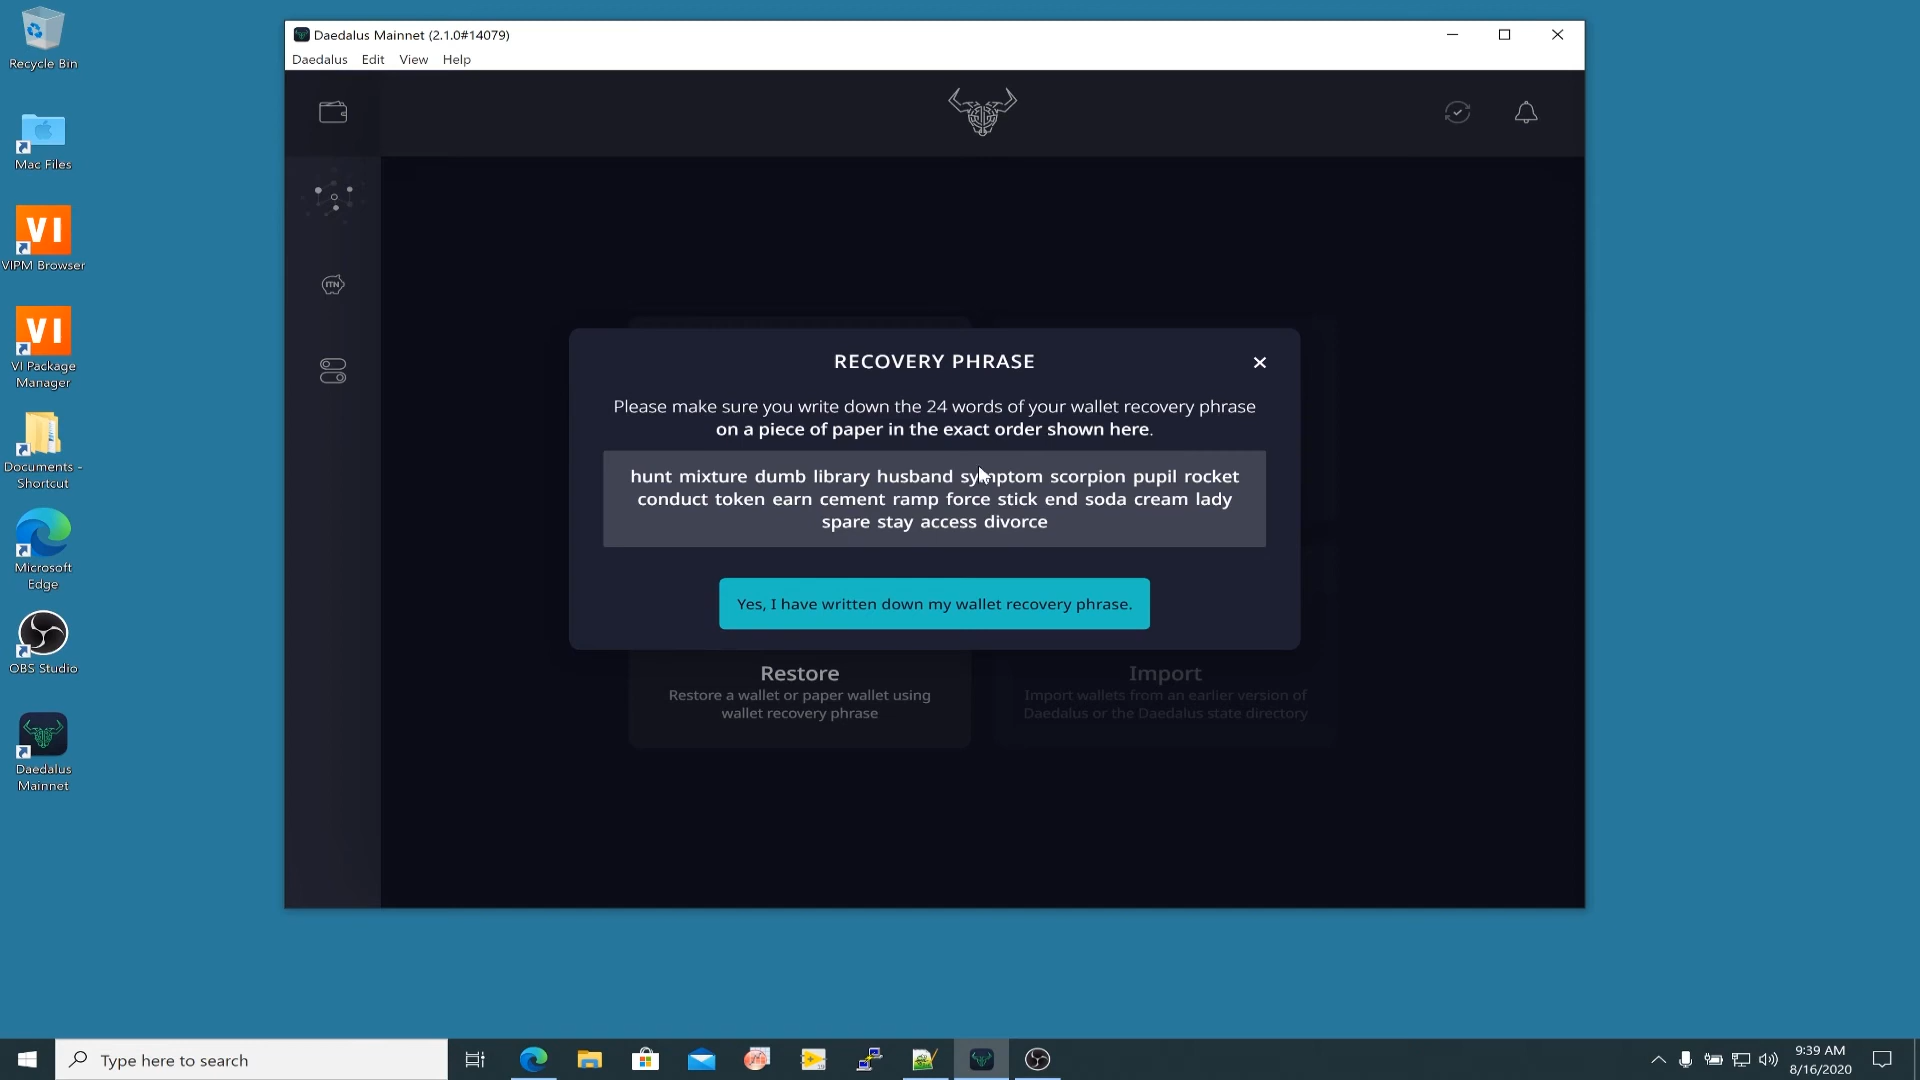 Recycle Bin
Mac Files
VI
VIPM Browser
VI
VI Package
Manager
Documents -
Shortcut
Microsoft
Edge
OBS Studio
Daedalus
Mainnet
Daedalus Mainnet (2.1.0#14079)
Daedalus Edit View Help
ITN
RECOVERY PHRASE
Please make sure you write down the 24 words of your wallet recovery phrase
on a piece of paper in the exact order shown here.
hunt mixture dumb library husband symptom scorpion pupil rocket
conduct token earn cement ramp force stick end soda cream lady
spare stay access divorce
Yes, I have written down my wallet recovery phrase.
Restore
Restore a wallet or paper wallet using
wallet recovery phrase
Import
Import wallets from an earlier version of
Daedalus or the Daedalus state directory
Type here to search
9:39 AM
8/16/2020